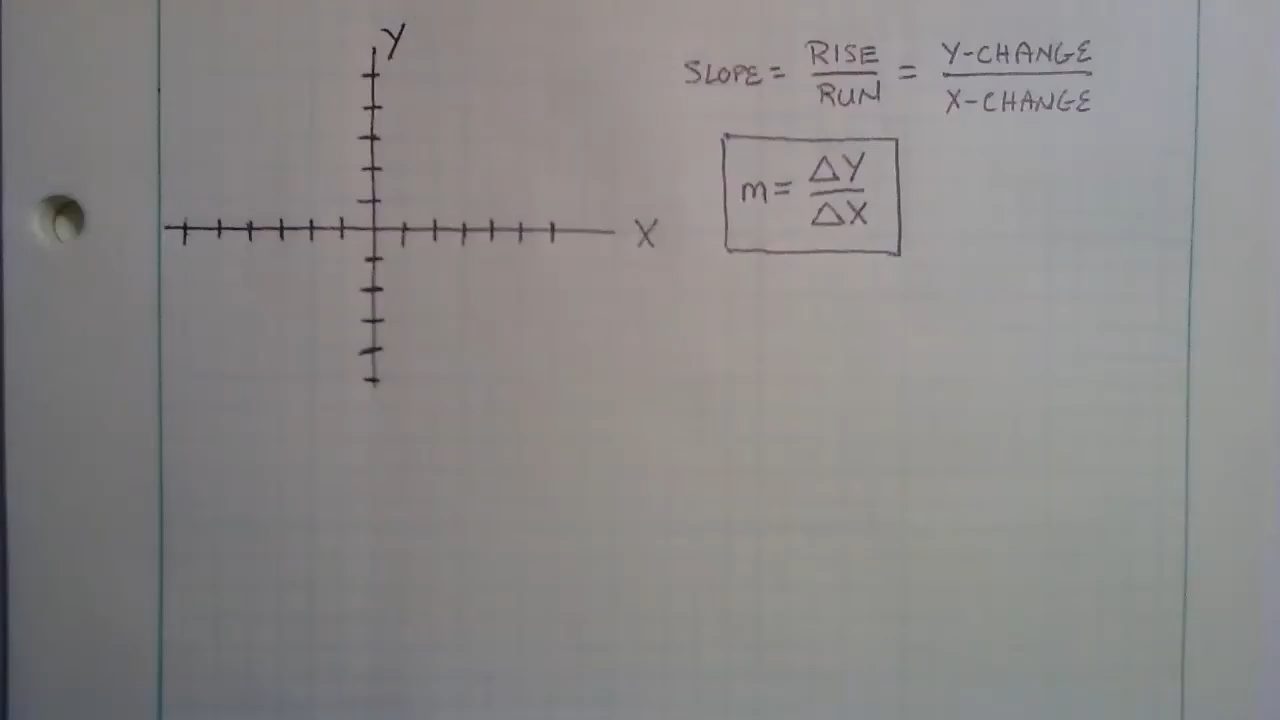 Y
SLOPE = RISE/RUN = Y-CHANGE/X-CHANGE
m = ΔY/ΔX
X